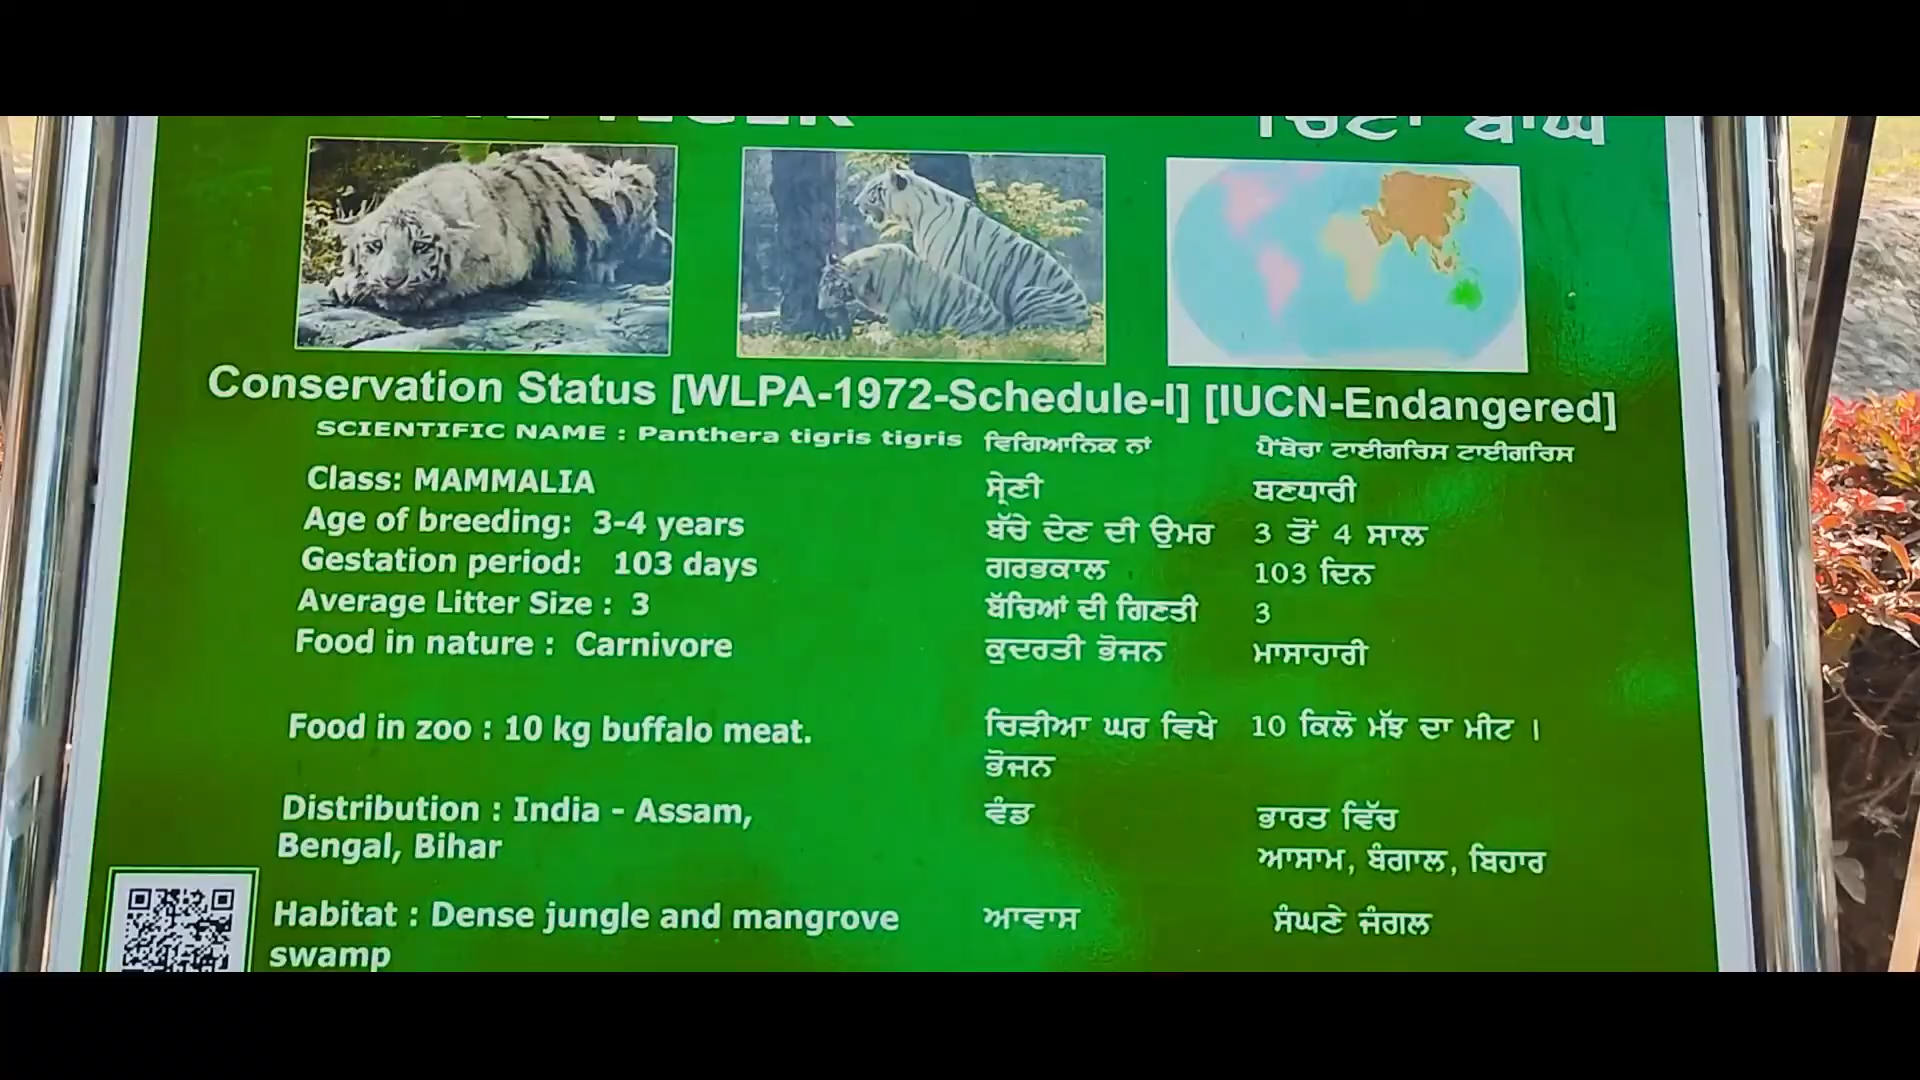 TIGER ਚਿੱਟਾ ਬਾਘ
Conservation Status [WLPA-1972-Schedule-I] [IUCN-Endangered]
SCIENTIFIC NAME : Panthera tigris tigris ਵਿਗਿਆਨਿਕ ਨਾਂ ਪੈਂਥੇਰਾ ਟਾਈਗਰਿਸ ਟਾਈਗਰਿਸ
Class: MAMMALIA ਸ੍ਰੇਣੀ ਥਣਧਾਰੀ
Age of breeding: 3-4 years ਬੱਚੇ ਦੇਣ ਦੀ ਉਮਰ 3 ਤੋਂ 4 ਸਾਲ
Gestation period: 103 days ਗਰਭਕਾਲ 103 ਦਿਨ
Average Litter Size : 3 ਬੱਚਿਆਂ ਦੀ ਗਿਣਤੀ 3
Food in nature : Carnivore ਕੁਦਰਤੀ ਭੋਜਨ ਮਾਸਾਹਾਰੀ
Food in zoo : 10 kg buffalo meat. ਚਿੜੀਆ ਘਰ ਵਿਖੇ 10 ਕਿਲੋ ਮੱਝ ਦਾ ਮੀਟ ।
ਭੋਜਨ
Distribution : India - Assam, ਵੰਡ ਭਾਰਤ ਵਿੱਚ
Bengal, Bihar ਆਸਾਮ, ਬੰਗਾਲ, ਬਿਹਾਰ
Habitat : Dense jungle and mangrove ਆਵਾਸ ਸੰਘਣੇ ਜੰਗਲ
swamp